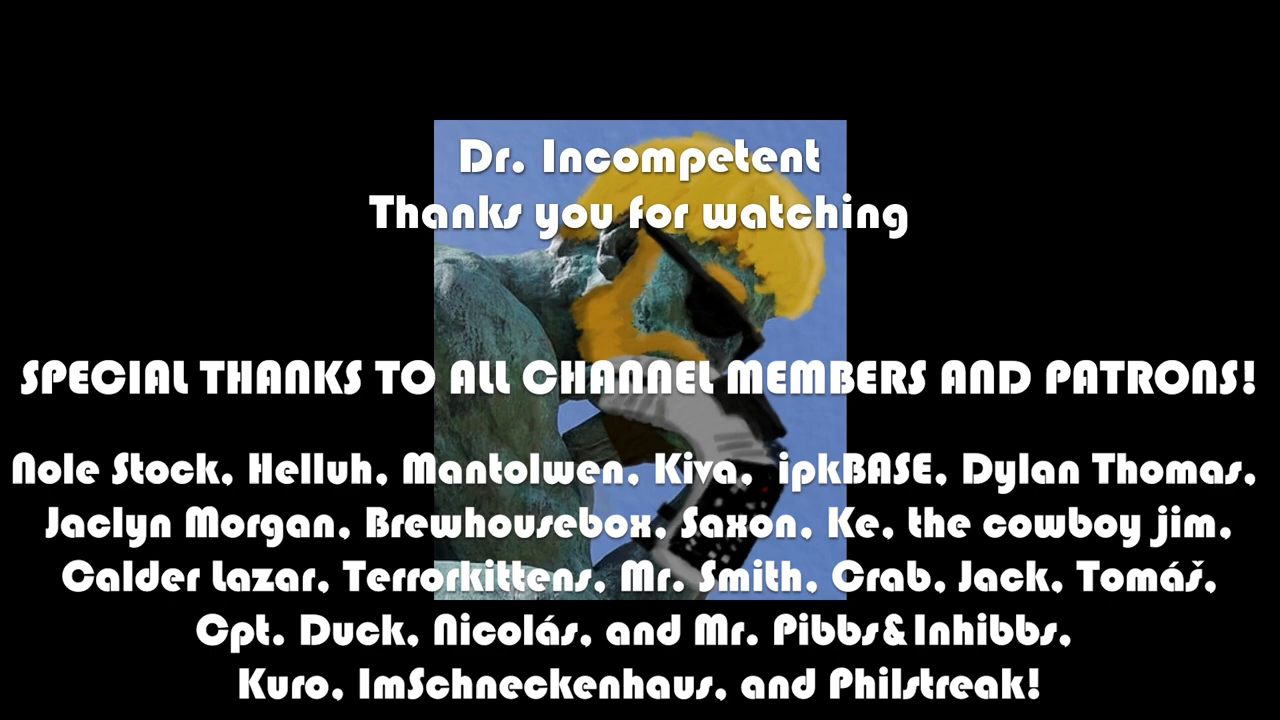 Dr. Incompetent
Thanks you for watching
SPECIAL THANKS TO ALL CHANNEL MEMBERS AND PATRONS!
Nole Stock, Helluh, Mantolwen, Kiva, ipkBASE, Dylan Thomas,
Jaclyn Morgan, Brewhousebox, Saxon, Ke, the cowboy jim,
Calder Lazar, Terrorkittens, Mr. Smith, Crab, Jack, Tomáš,
Cpt. Duck, Nicolás, and Mr. Pibbs&Inhibbs,
Kuro, ImSchneckenhaus, and Philstreak!